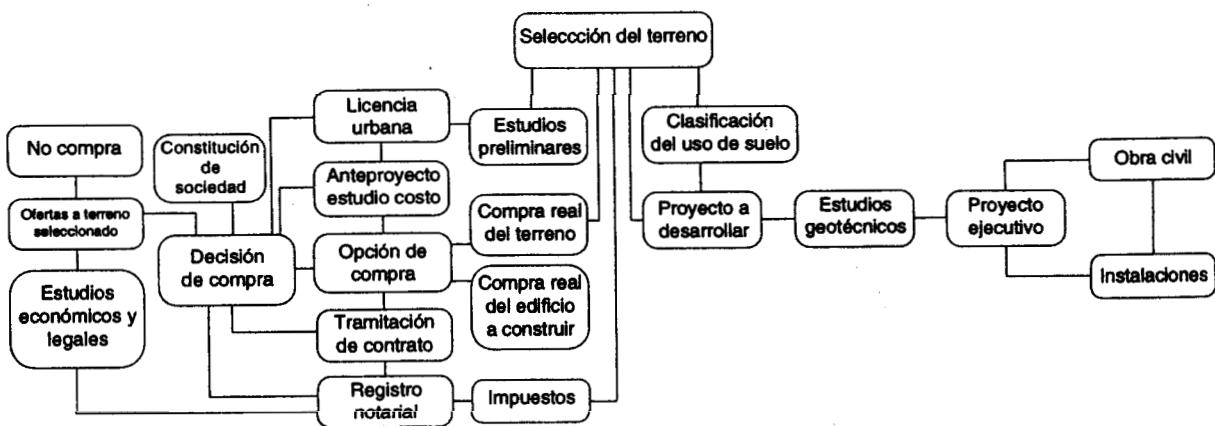 Seleccción del terreno
Licencia
urbana
Estudios
preliminares
Clasificación
del uso de suelo
No compra
Constitución
de
sociedad
Obra civil
Anteproyecto
estudio costo
Ofertas a terreno
seleccionado
Compra real
del terreno
Proyecto a
desarrollar
Estudios
geotécnicos
Proyecto
ejecutivo
Decisión
de compra
Opción de
compra
Instalaciones
Estudios
económicos y
legales
Compra real
del edificio
a construir
Tramitación
de contrato
Registro
notarial
Impuestos